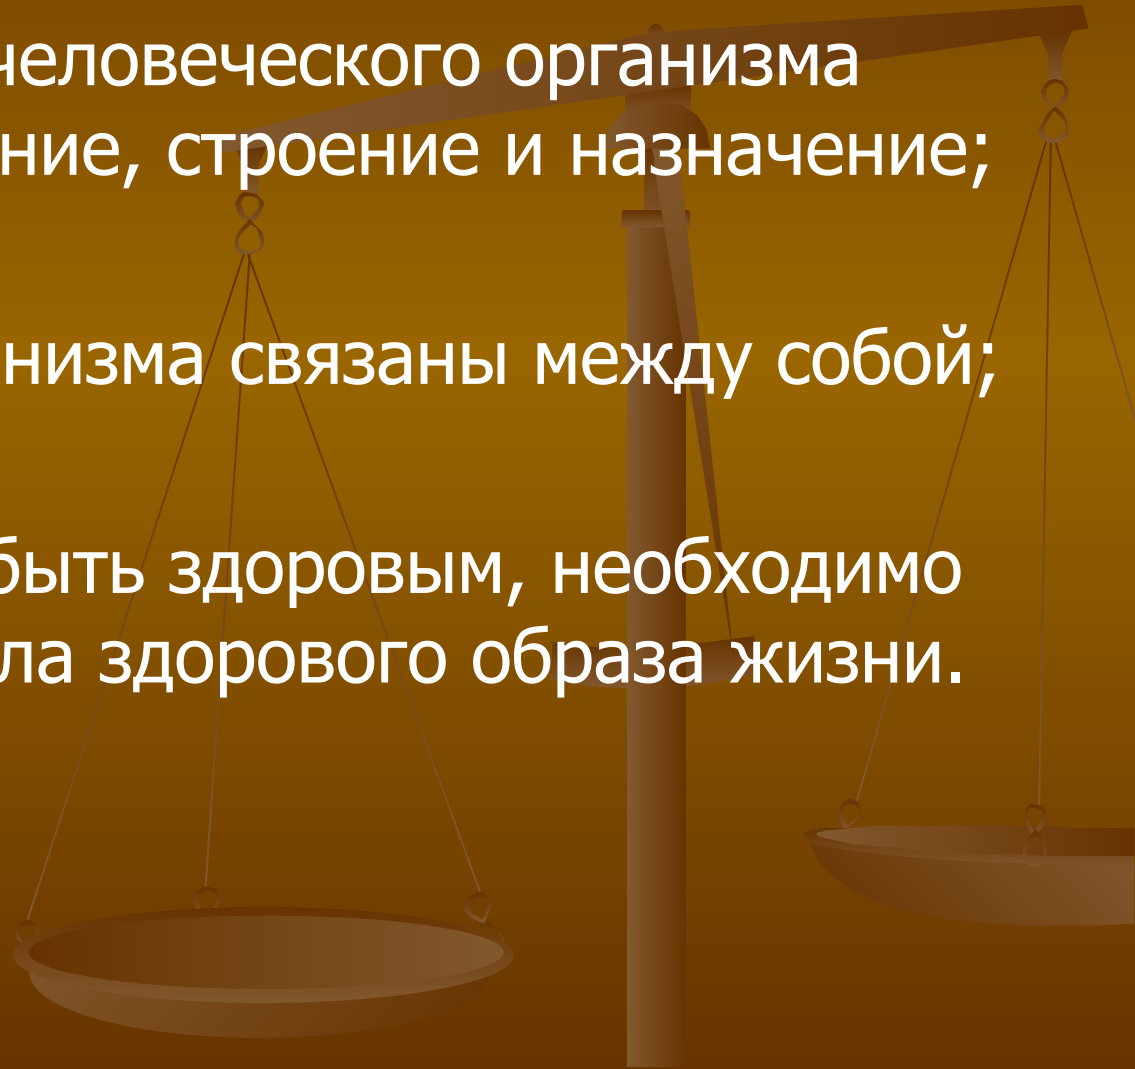 человеческого организма
ние, строение и назначение;
низма связаны между собой;
быть здоровым, необходимо
ла здорового образа жизни.